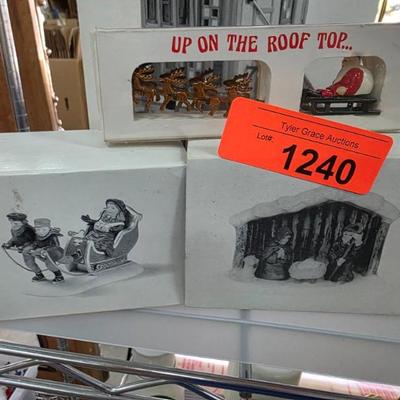 UP ON THE ROOF TOP...
Tyler Grace Auctions
Lot#:
1240